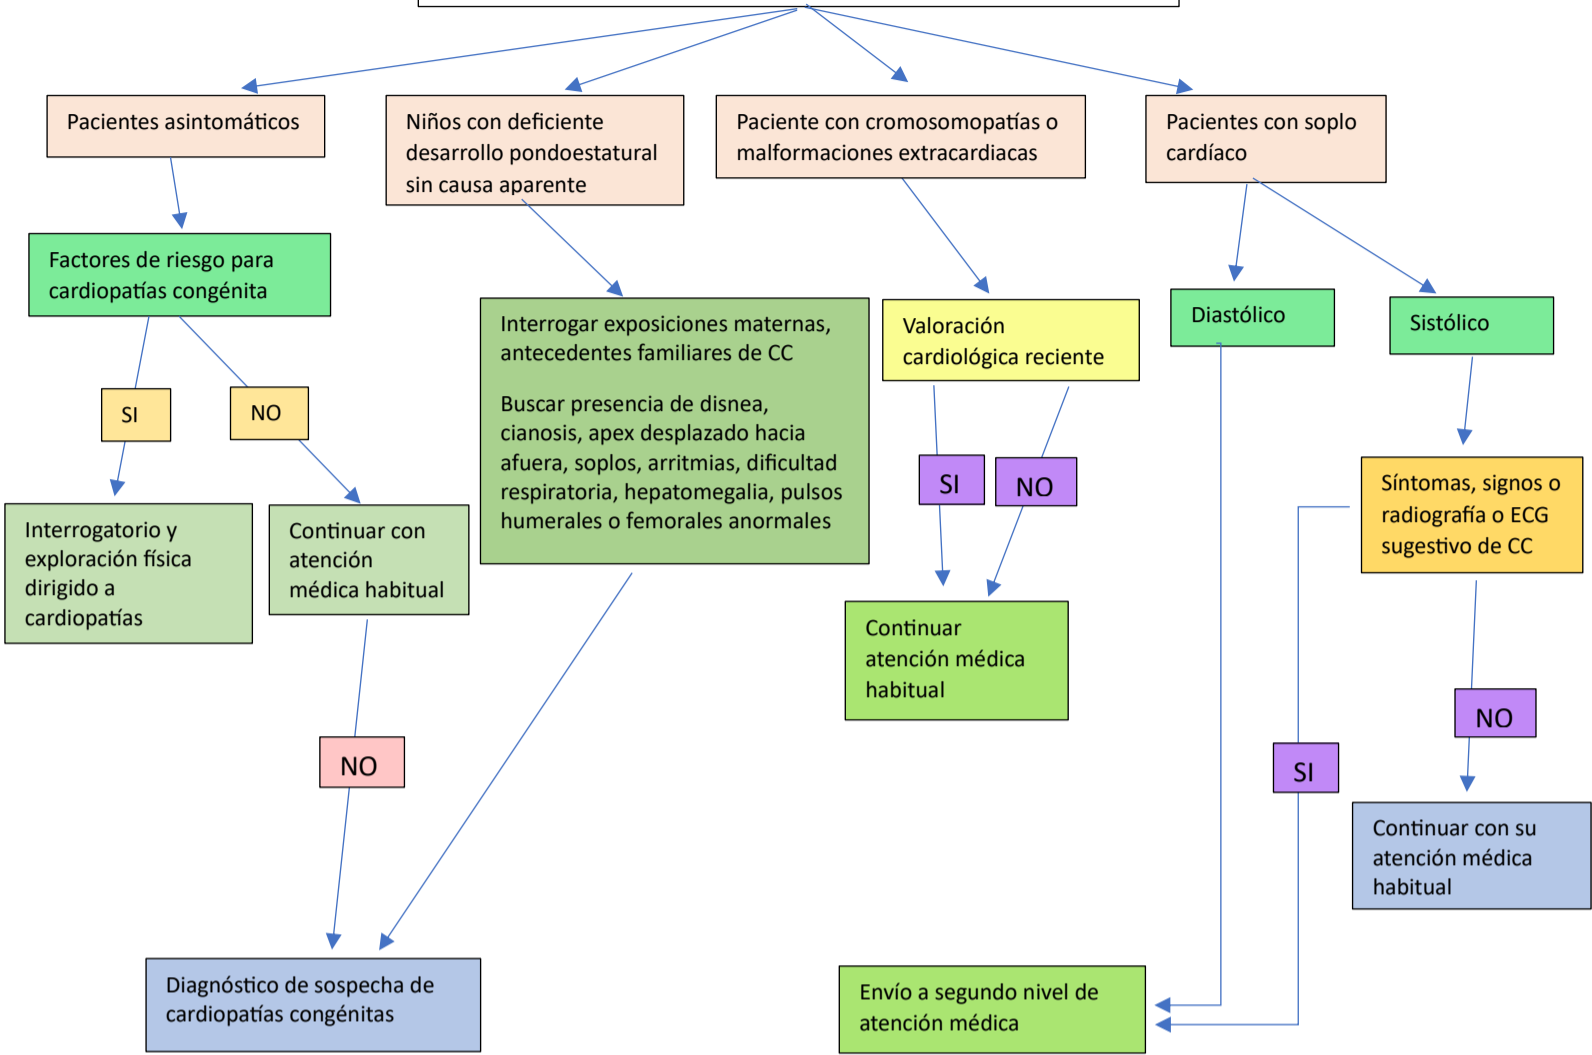 Pacientes asintomáticos
Niños con deficiente
desarrollo pondoestatural
sin causa aparente
Paciente con cromosomopatías o
malformaciones extracardiacas
Pacientes con soplo
cardíaco
Factores de riesgo para
cardiopatías congénita
SI
NO
Interrogatorio y
exploración física
dirigido a
cardiopatías
Continuar con
atención
médica habitual
NO
Interrogar exposiciones maternas,
antecedentes familiares de CC
Buscar presencia de disnea,
cianosis, apex desplazado hacia
afuera, soplos, arritmias, dificultad
respiratoria, hepatomegalia, pulsos
humerales o femorales anormales
Diagnóstico de sospecha de
cardiopatías congénitas
Valoración
cardiológica reciente
SI
NO
Continuar
atención médica
habitual
Diastólico
Sistólico
Síntomas, signos o
radiografía o ECG
sugestivo de CC
SI
NO
Continuar con su
atención médica
habitual
Envío a segundo nivel de
atención médica